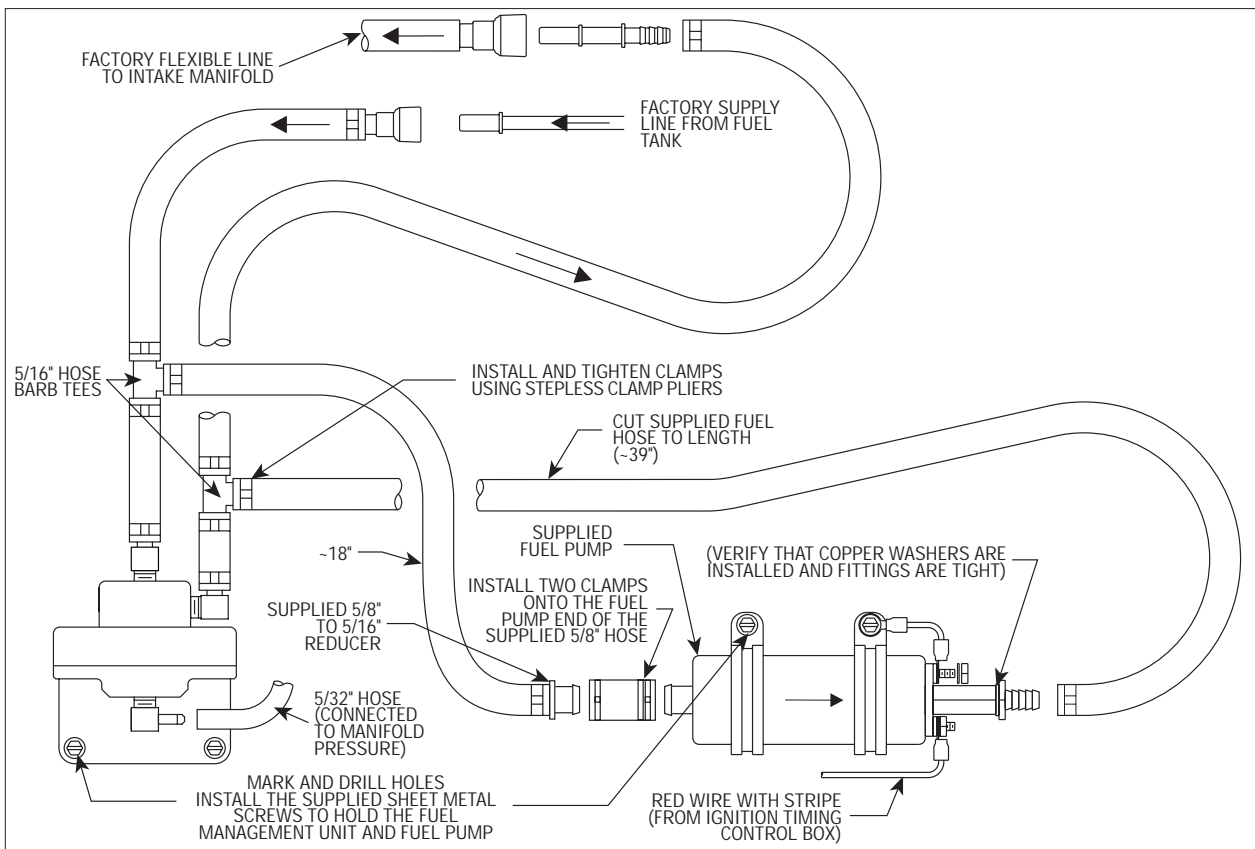 FACTORY FLEXIBLE LINE
TO INTAKE MANIFOLD
FACTORY SUPPLY
LINE FROM FUEL
TANK
5/16" HOSE
BARB TEES
INSTALL AND TIGHTEN CLAMPS
USING STEPLESS CLAMP PLIERS
CUT SUPPLIED FUEL
HOSE TO LENGTH
(~39")
~18"
SUPPLIED
FUEL PUMP
(VERIFY THAT COPPER WASHERS ARE
INSTALLED AND FITTINGS ARE TIGHT)
INSTALL TWO CLAMPS
ONTO THE FUEL
PUMP END OF THE
SUPPLIED 5/8" HOSE
SUPPLIED 5/8"
TO 5/16"
REDUCER
5/32" HOSE
(CONNECTED
TO MANIFOLD
PRESSURE)
MARK AND DRILL HOLES
INSTALL THE SUPPLIED SHEET METAL
SCREWS TO HOLD THE FUEL
MANAGEMENT UNIT AND FUEL PUMP
RED WIRE WITH STRIPE
(FROM IGNITION TIMING
CONTROL BOX)